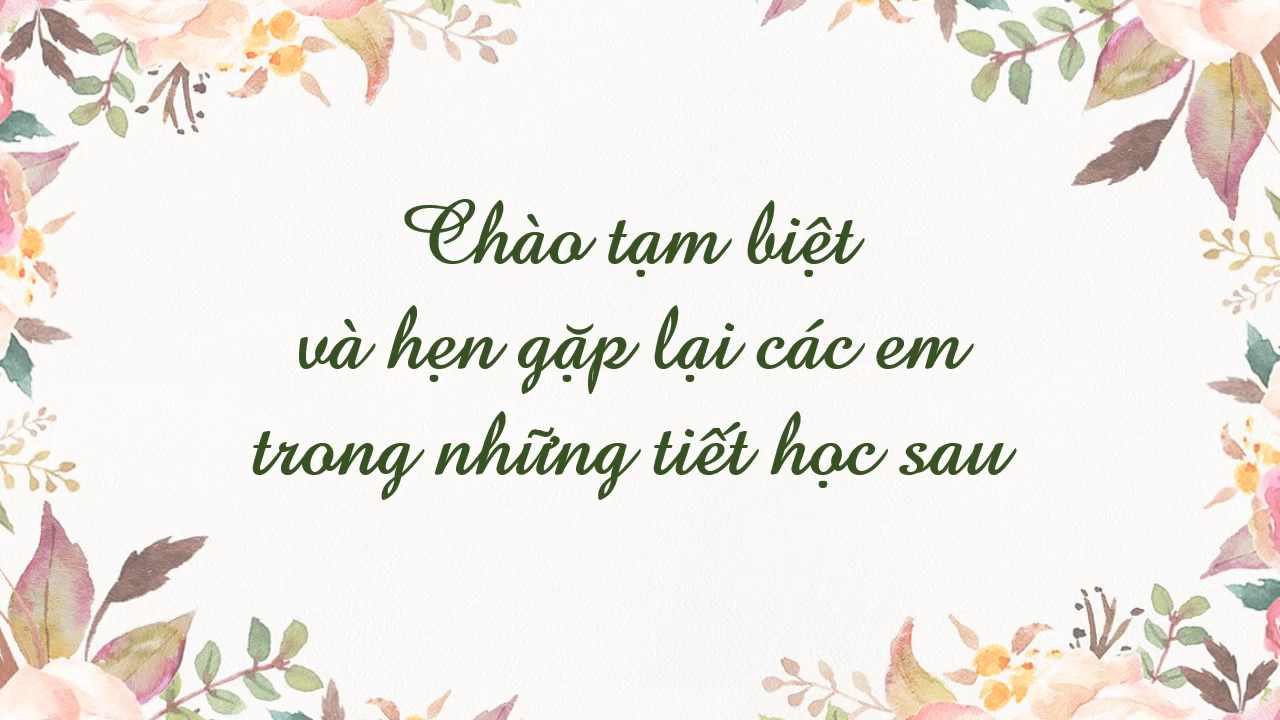 Chào tạm biệt
và hẹn gặp lại các em
trong những tiết học sau